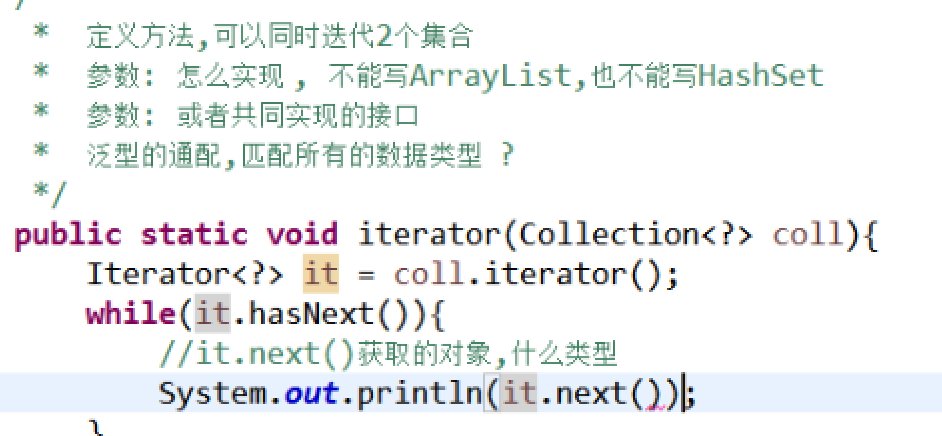 /
* 定义方法,可以同时迭代2个集合
* 参数: 怎么实现 , 不能写ArrayList,也不能写HashSet
* 参数: 或者共同实现的接口
* 泛型的通配,匹配所有的数据类型 ?
*/
public static void iterator(Collection<?> coll){
Iterator<?> it = coll.iterator();
while(it.hasNext()){
//it.next()获取的对象,什么类型
System.out.println(it.next());
}